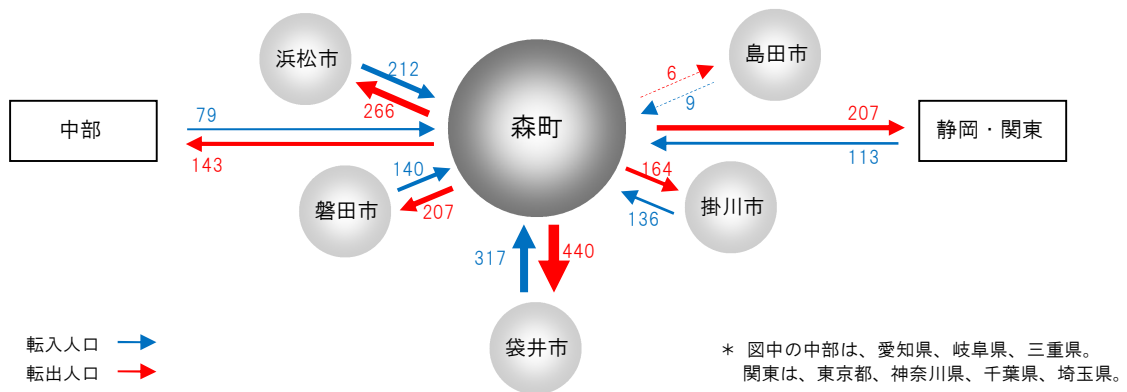 浜松市
212
266
島田市
6
9
中部
79
143
森町
207
113
静岡・関東
磐田市
140
207
164
136
掛川市
317
440
袋井市
転入人口
転出人口
* 図中の中部は、愛知県、岐阜県、三重県。
関東は、東京都、神奈川県、千葉県、埼玉県。